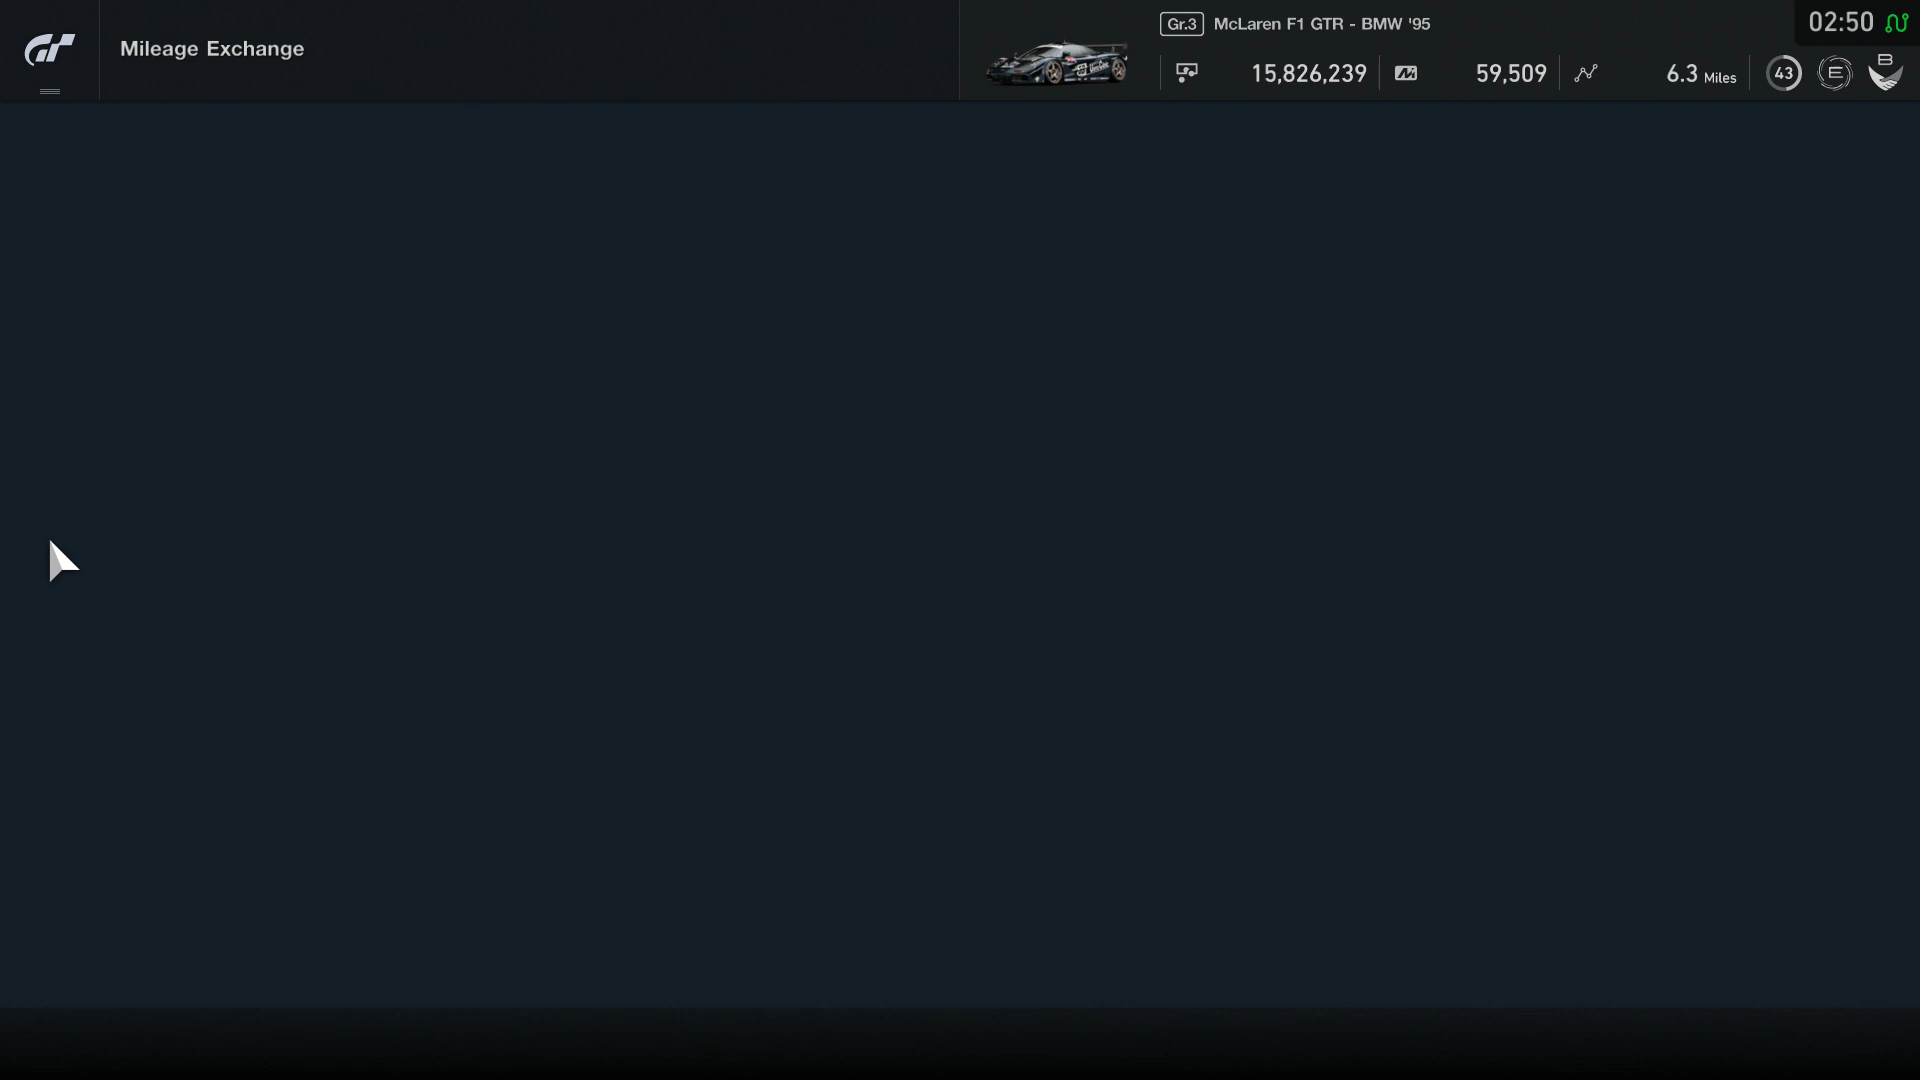 Mileage Exchange
Gr.3 McLaren F1 GTR - BMW '95
02:50
15,826,239
59,509
6.3 Miles
43
E
B